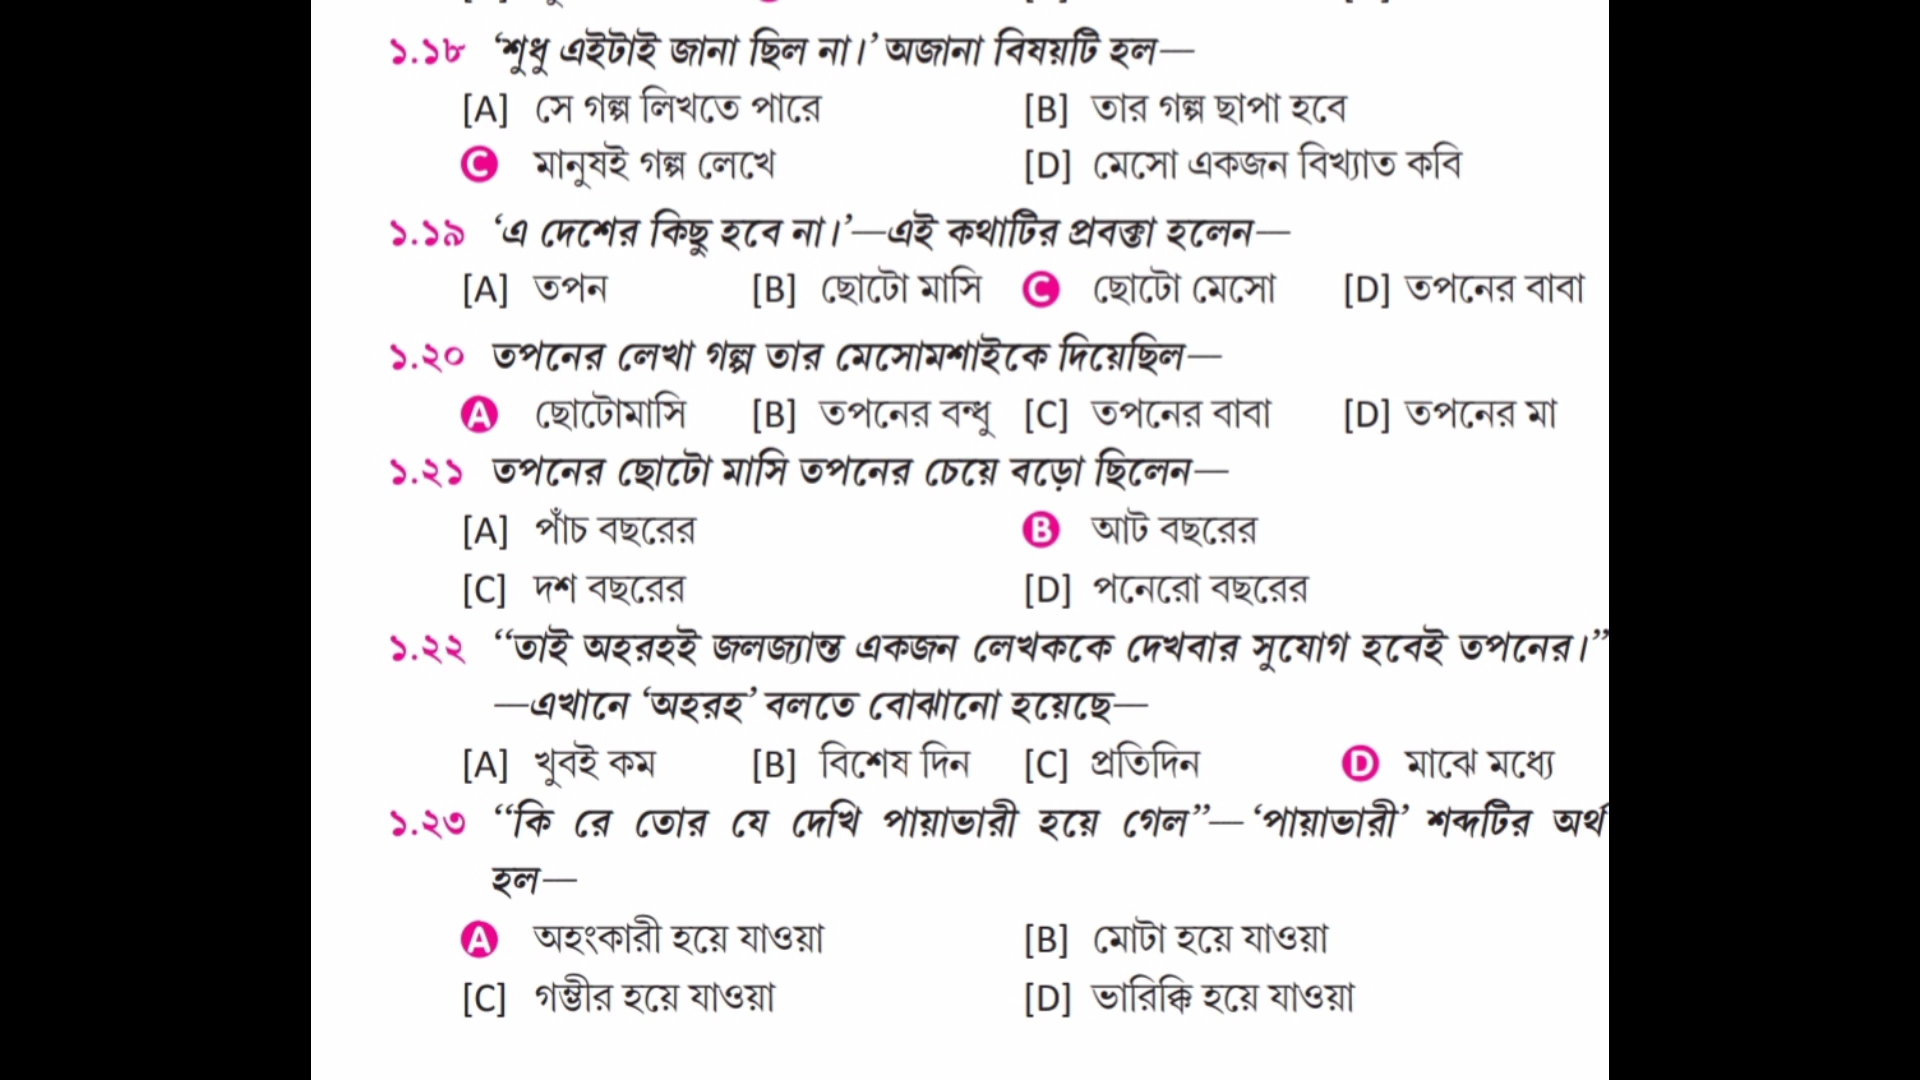 ১.১৮ ‘শুধু এইটাই জানা ছিল না।’ অজানা বিষয়টি হল—
[A] সে গল্প লিখতে পারে [B] তার গল্প ছাপা হবে
C মানুষই গল্প লেখে [D] মেসো একজন বিখ্যাত কবি
১.১৯ ‘এ দেশের কিছু হবে না।’—এই কথাটির প্রবক্তা হলেন—
[A] তপন [B] ছোটো মাসি C ছোটো মেসো [D] তপনের বাবা
১.২০ তপনের লেখা গল্প তার মেসোমশাইকে দিয়েছিল—
A ছোটোমাসি [B] তপনের বন্ধু [C] তপনের বাবা [D] তপনের মা
১.২১ তপনের ছোটো মাসি তপনের চেয়ে বড়ো ছিলেন—
[A] পাঁচ বছরের B আট বছরের
[C] দশ বছরের [D] পনেরো বছরের
১.২২ “তাই অহরহই জলজ্যান্ত একজন লেখককে দেখবার সুযোগ হবেই তপনের।”
—এখানে ‘অহরহ’ বলতে বোঝানো হয়েছে—
[A] খুবই কম [B] বিশেষ দিন [C] প্রতিদিন D মাঝে মধ্যে
১.২৩ “কি রে তোর যে দেখি পায়াভারী হয়ে গেল”—‘পায়াভারী’ শব্দটির অর্থ
হল—
A অহংকারী হয়ে যাওয়া [B] মোটা হয়ে যাওয়া
[C] গম্ভীর হয়ে যাওয়া [D] ভারিক্কি হয়ে যাওয়া